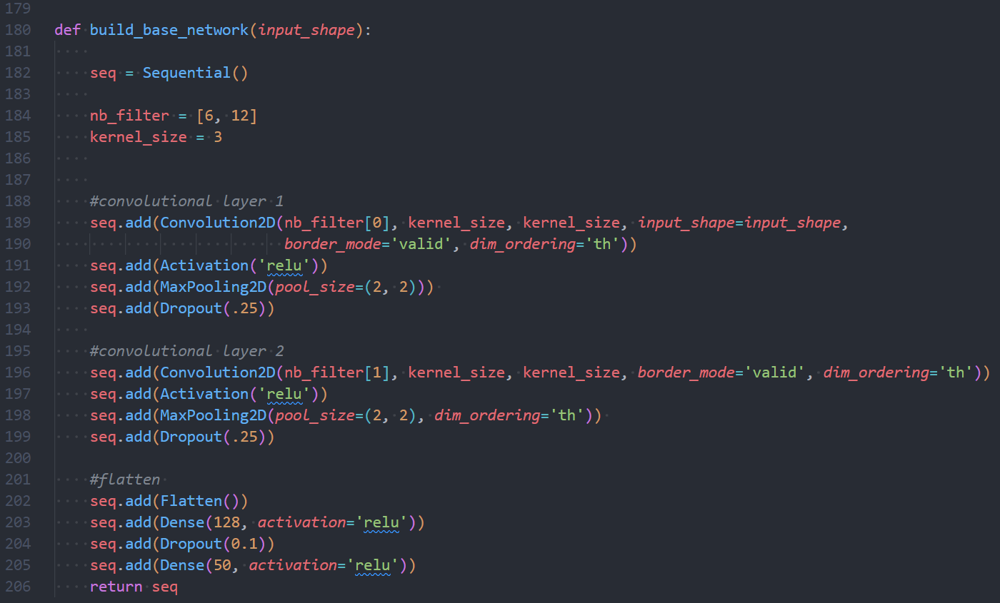 179
180 def build_base_network(input_shape):
181
182     seq = Sequential()
183
184     nb_filter = [6, 12]
185     kernel_size = 3
186
187
188     #convolutional layer 1
189     seq.add(Convolution2D(nb_filter[0], kernel_size, kernel_size, input_shape=input_shape,
190                           border_mode='valid', dim_ordering='th'))
191     seq.add(Activation('relu'))
192     seq.add(MaxPooling2D(pool_size=(2, 2)))
193     seq.add(Dropout(.25))
194
195     #convolutional layer 2
196     seq.add(Convolution2D(nb_filter[1], kernel_size, kernel_size, border_mode='valid', dim_ordering='th'))
197     seq.add(Activation('relu'))
198     seq.add(MaxPooling2D(pool_size=(2, 2), dim_ordering='th'))
199     seq.add(Dropout(.25))
200
201     #flatten
202     seq.add(Flatten())
203     seq.add(Dense(128, activation='relu'))
204     seq.add(Dropout(0.1))
205     seq.add(Dense(50, activation='relu'))
206     return seq